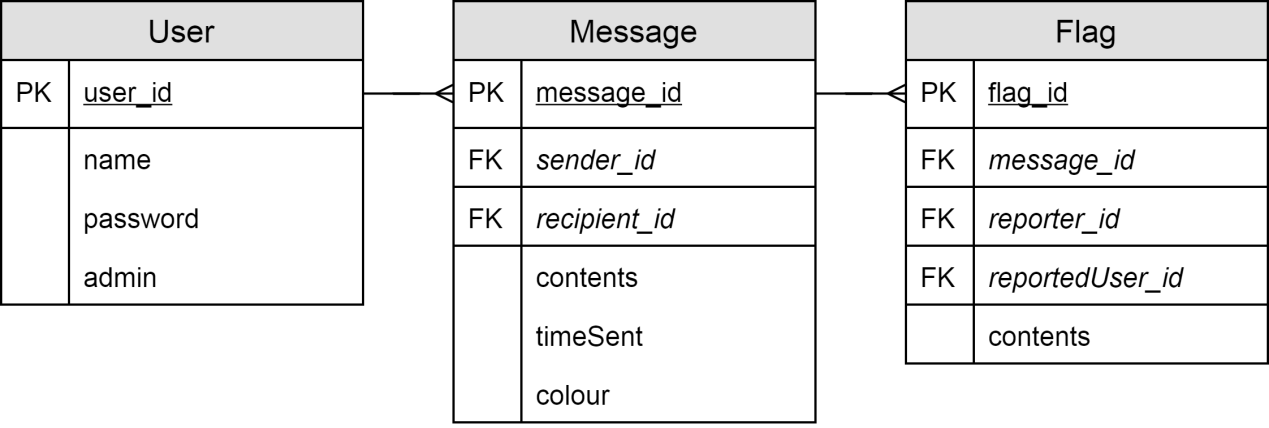 User
PK user_id
name
password
admin
Message
PK message_id
FK sender_id
FK recipient_id
contents
timeSent
colour
Flag
PK flag_id
FK message_id
FK reporter_id
FK reportedUser_id
contents